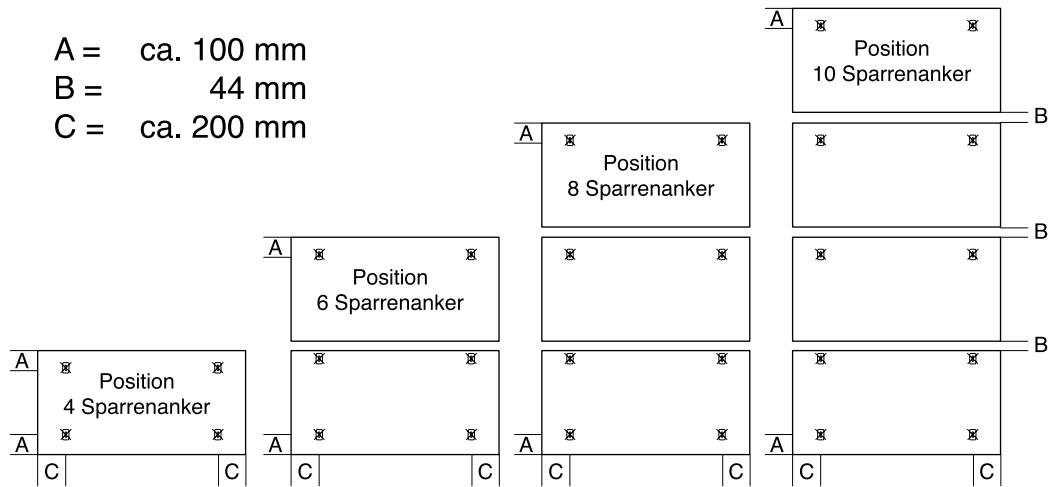 A = ca. 100 mm
B = 44 mm
C = ca. 200 mm
A
Position
10 Sparrenanker
B
A
Position
8 Sparrenanker
B
A
Position
6 Sparrenanker
B
A
Position
4 Sparrenanker
A
A
A
A
C
C
C
C
C
C
C
C